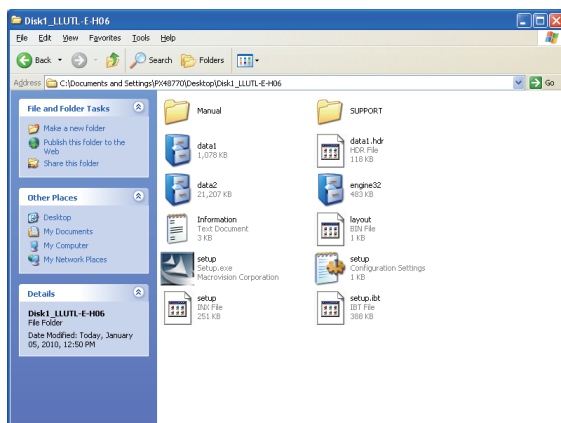 Disk1_LLUTL-E-H06
File Edit View Favorites Tools Help
Back Search Folders
Address C:\Documents and Settings\PX48770\Desktop\Disk1_LLUTL-E-H06 Go
File and Folder Tasks
Make a new folder
Publish this folder to the
Web
Share this folder
Other Places
Desktop
My Documents
My Computer
My Network Places
Details
Disk1_LLUTL-E-H06
File Folder
Date Modified: Today, January
05, 2010, 12:50 PM
Manual
SUPPORT
data1
1,078 KB
data1.hdr
HDR File
118 KB
data2
21,207 KB
engine32
483 KB
Information
Text Document
3 KB
layout
BIN File
1 KB
setup
Setup.exe
Macrovision Corporation
setup
Configuration Settings
1 KB
setup
INX File
251 KB
setup.ibt
IBT File
388 KB